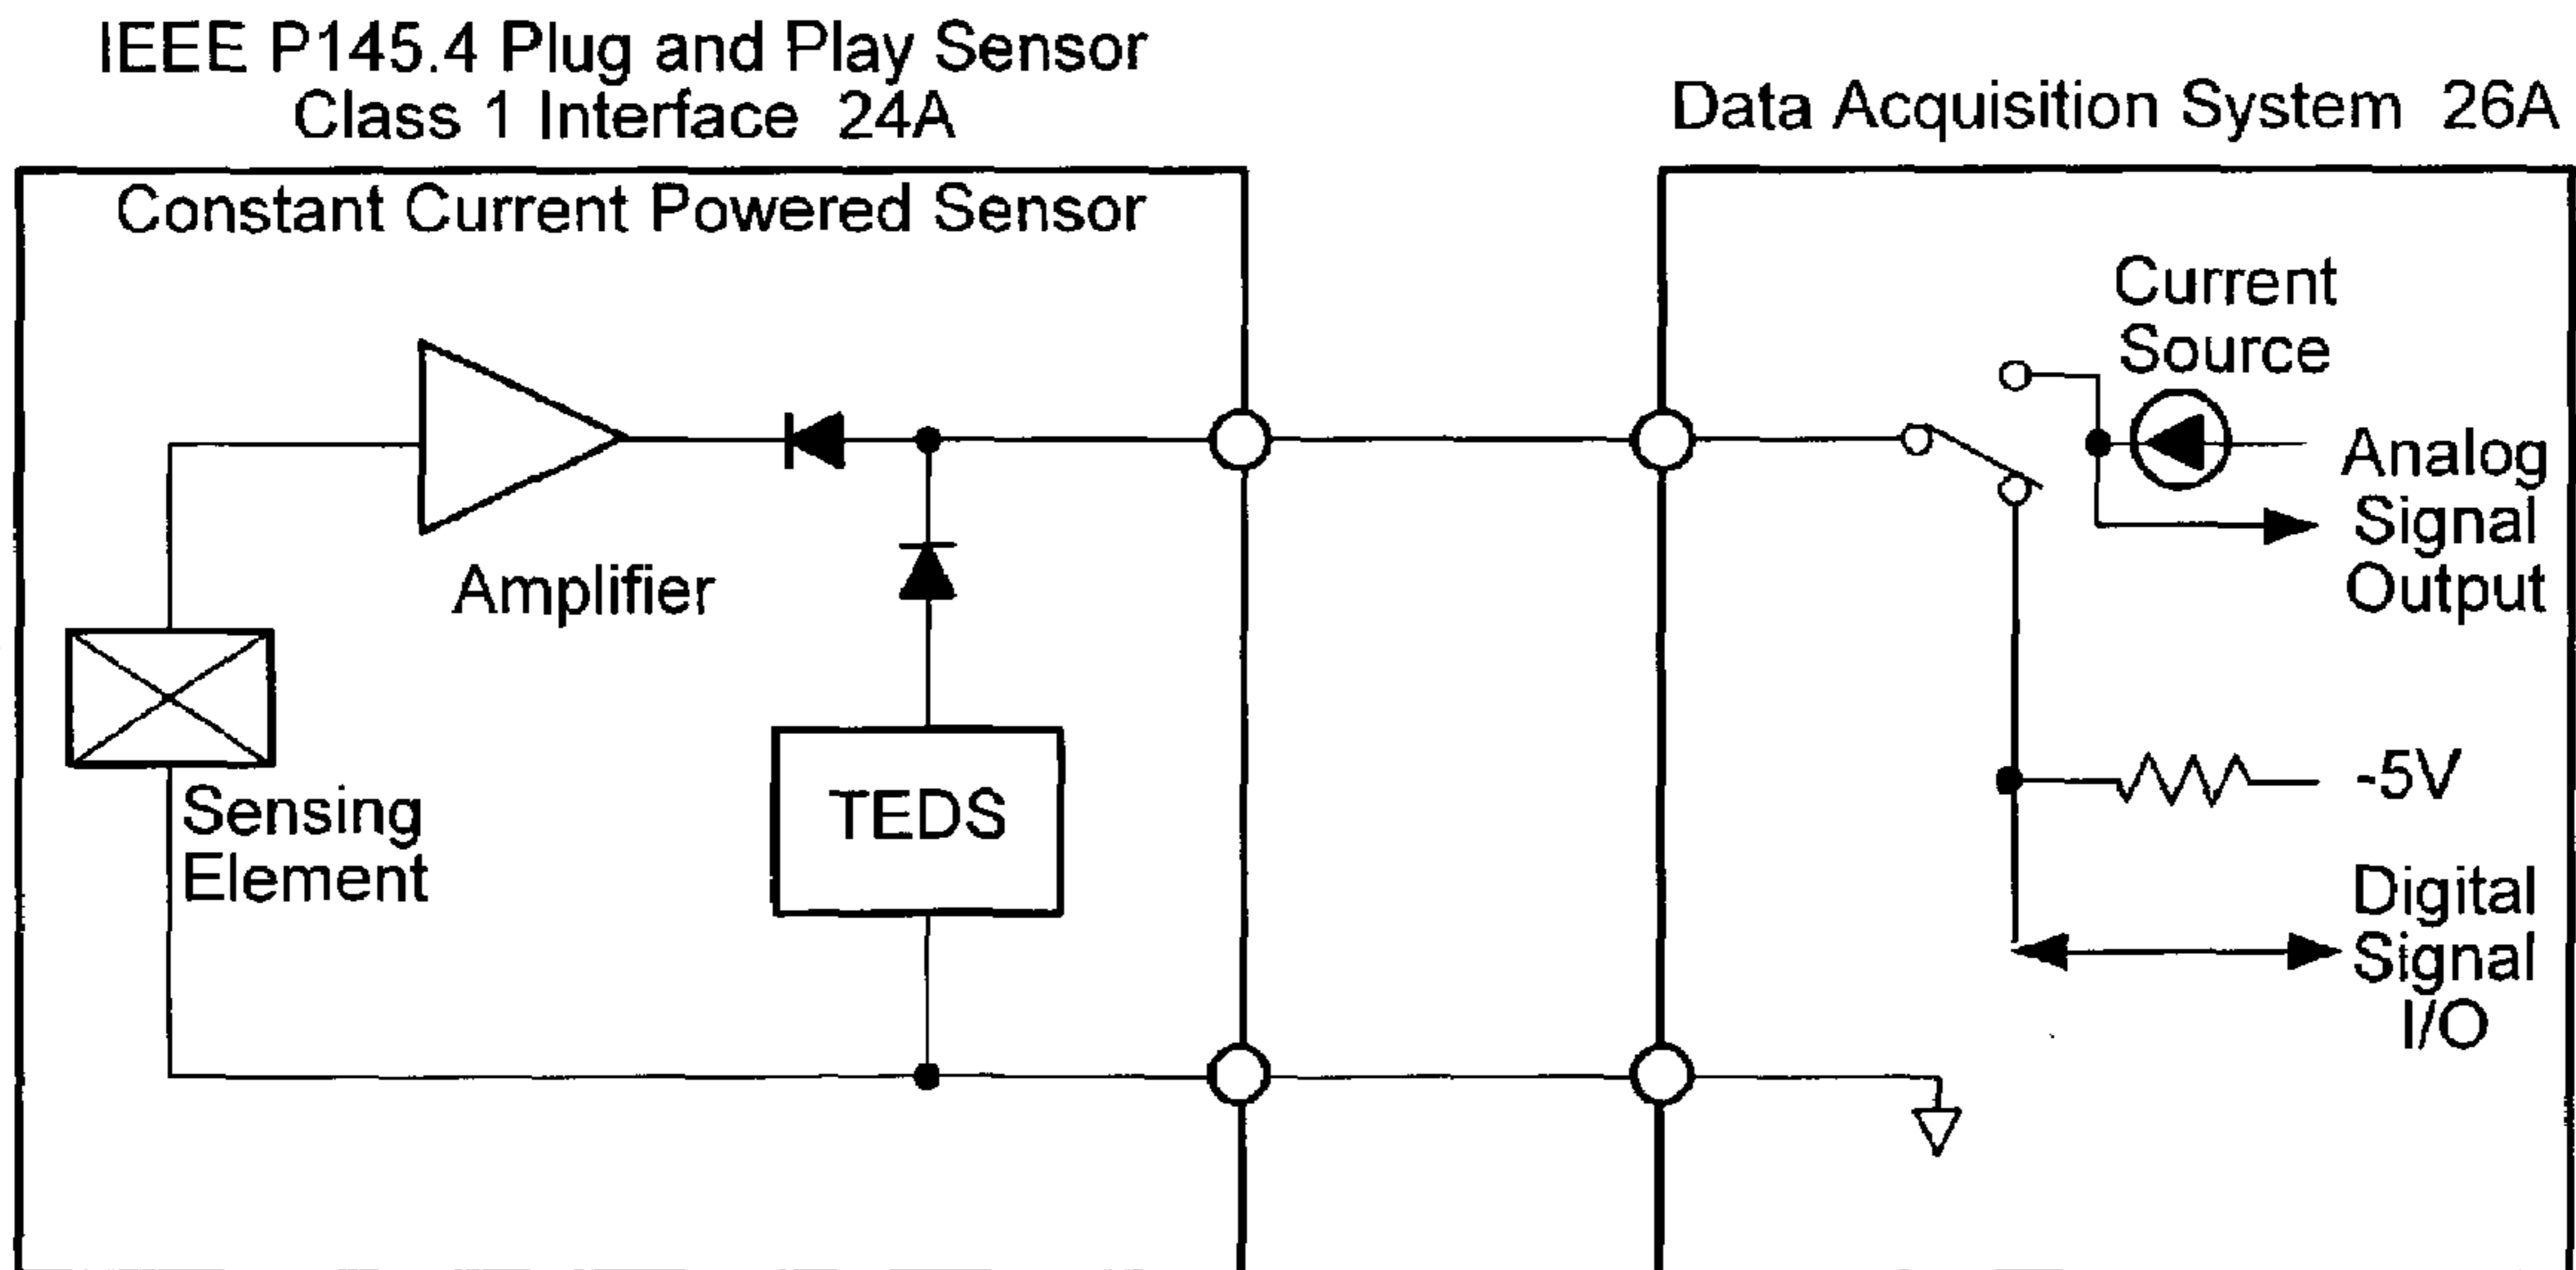 IEEE P145.4 Plug and Play Sensor
Class 1 Interface 24A
Data Acquisition System 26A
Constant Current Powered Sensor
Current
Source
Analog
Signal
Output
Amplifier
Sensing
Element
TEDS
-5V
Digital
Signal
I/O